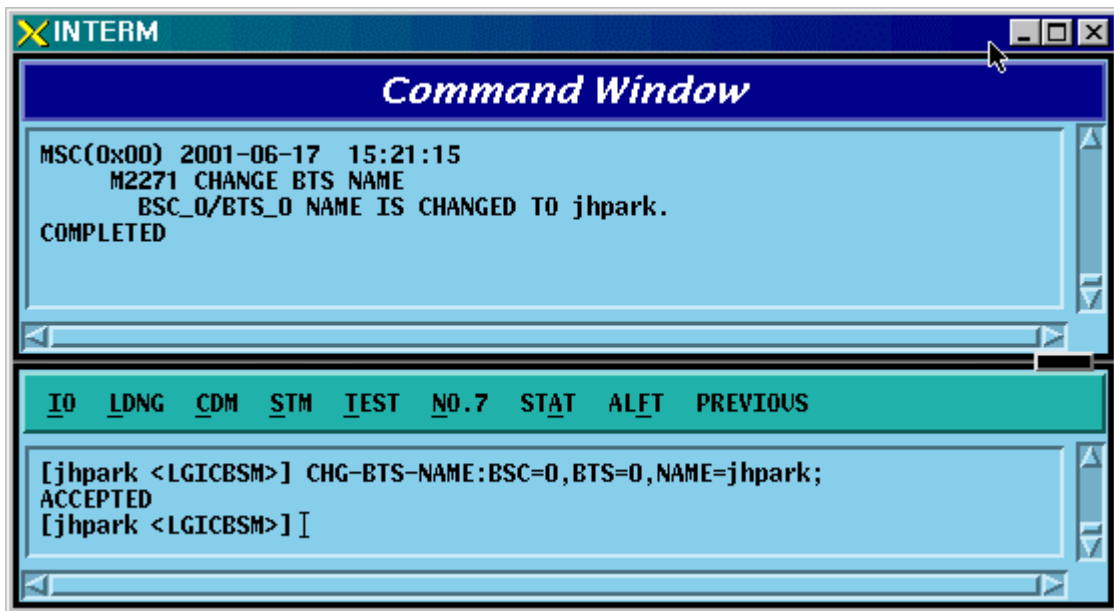 INTERM
Command Window
MSC(0x00) 2001-06-17  15:21:15
M2271 CHANGE BTS NAME
BSC_0/BTS_0 NAME IS CHANGED TO jhpark.
COMPLETED
IO LDNG CDM STM TEST NO.7 STAT ALFT PREVIOUS
[jhpark <LGICBSM>] CHG-BTS-NAME:BSC=0,BTS=0,NAME=jhpark;
ACCEPTED
[jhpark <LGICBSM>]